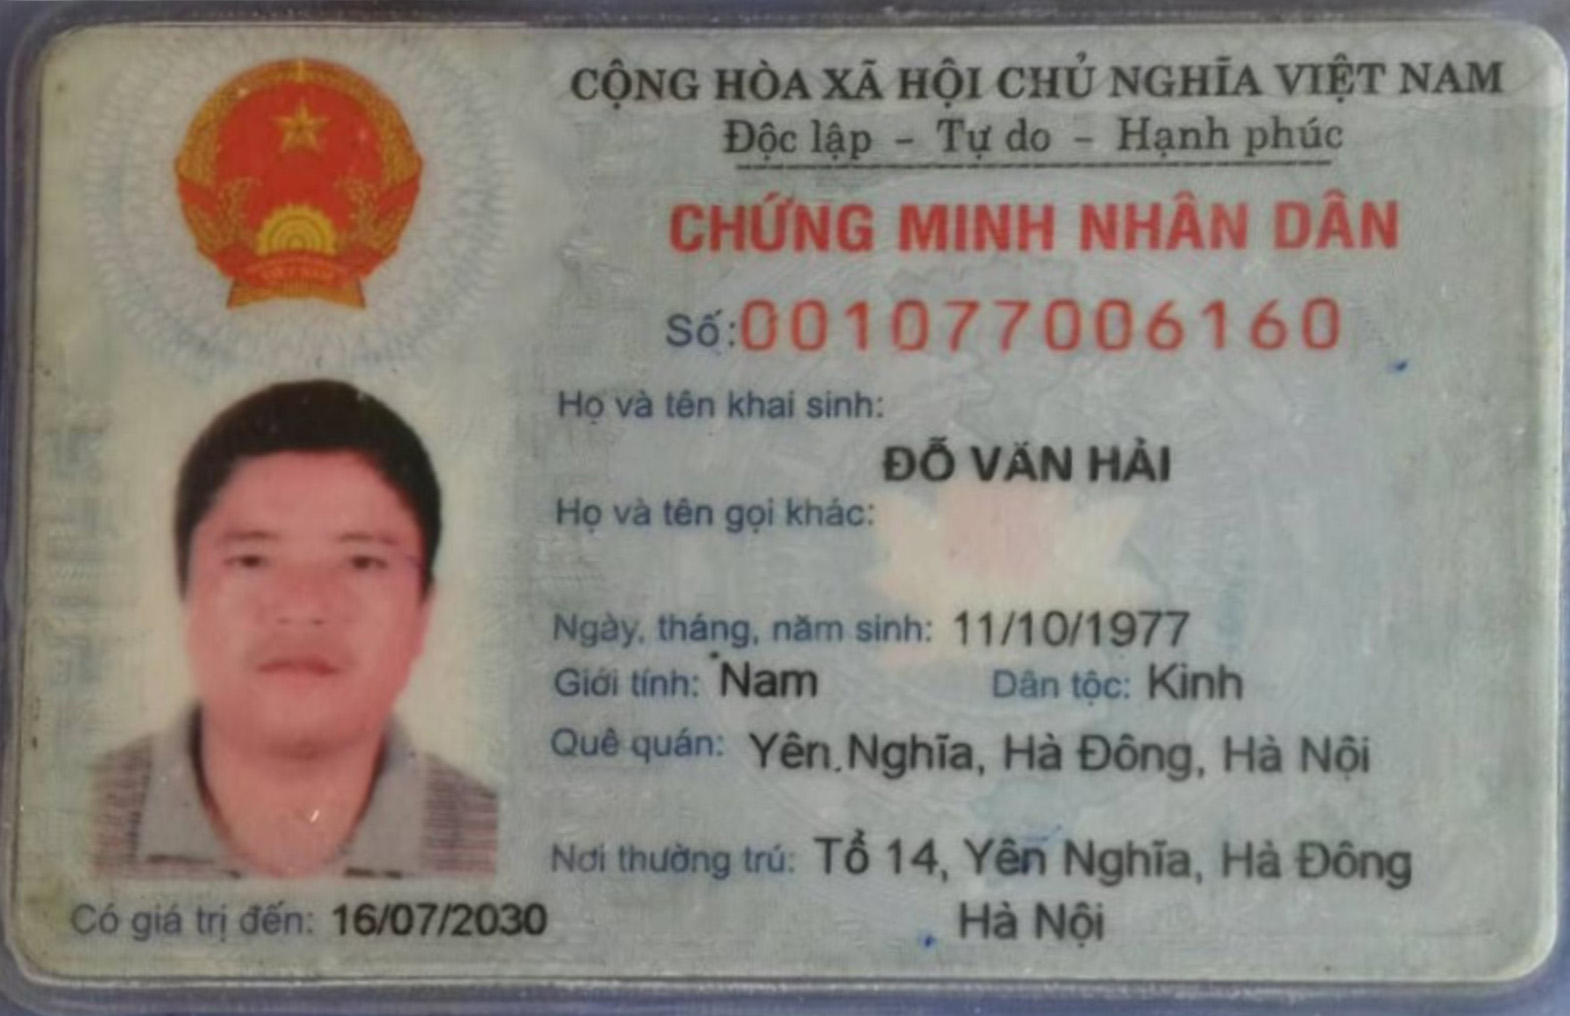 CỘNG HÒA XÃ HỘI CHỦ NGHĨA VIỆT NAM
Độc lập - Tự do - Hạnh phúc
CHỨNG MINH NHÂN DÂN
Số: 001077006160
Họ và tên khai sinh:
ĐỖ VĂN HẢI
Họ và tên gọi khác:
Ngày, tháng, năm sinh: 11/10/1977
Giới tính: Nam Dân tộc: Kinh
Quê quán: Yên Nghĩa, Hà Đông, Hà Nội
Nơi thường trú: Tổ 14, Yên Nghĩa, Hà Đông
Hà Nội
Có giá trị đến: 16/07/2030